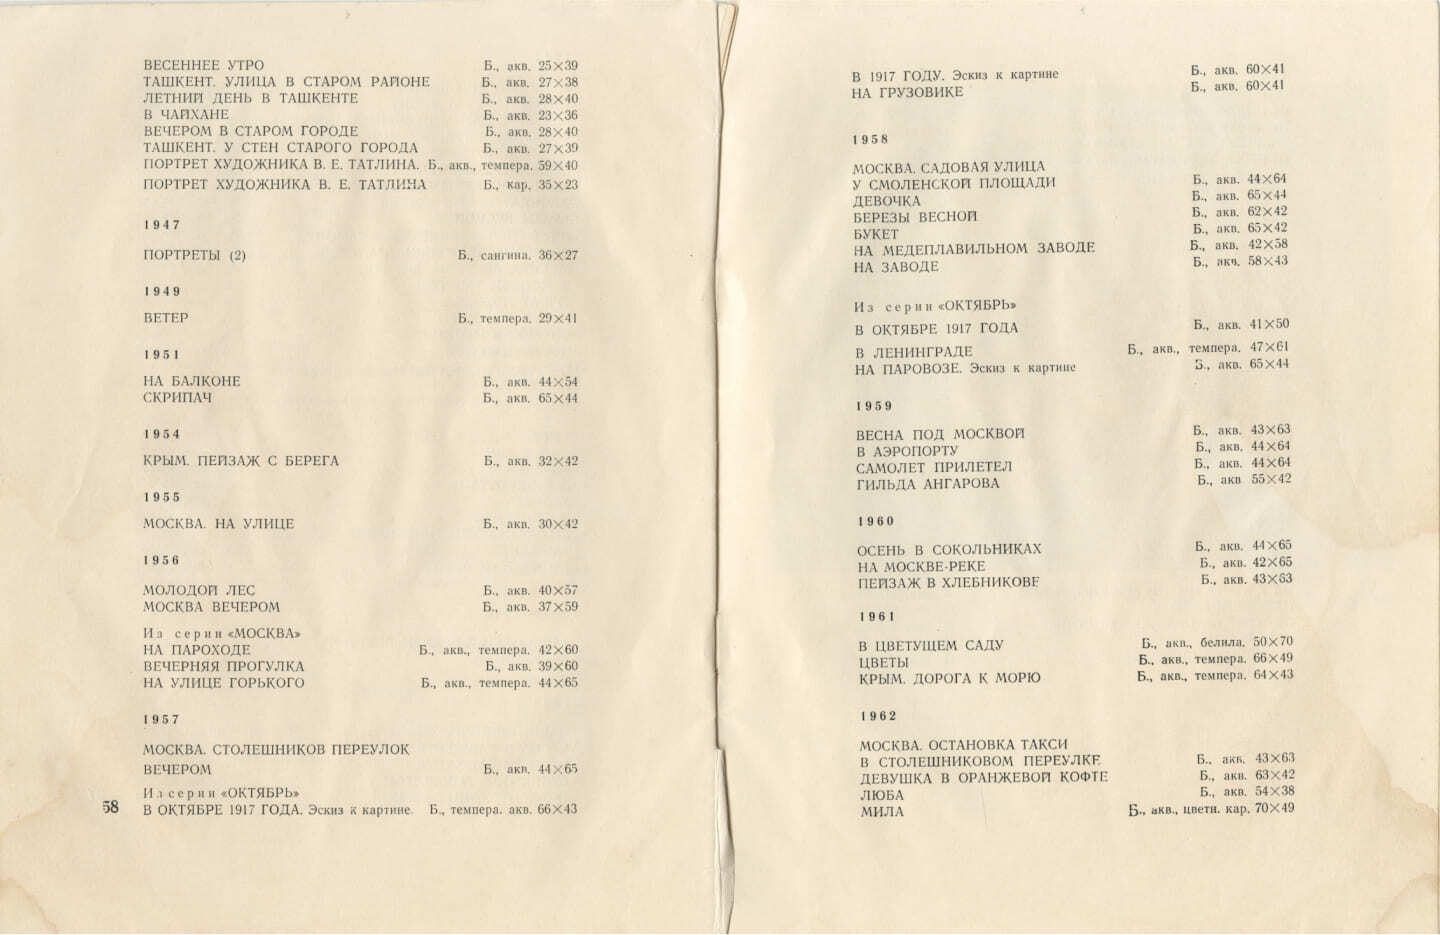 ВЕСЕННЕЕ УТРО Б., акв. 25×39
ТАШКЕНТ. УЛИЦА В СТАРОМ РАЙОНЕ Б., акв. 27×38
ЛЕТНИЙ ДЕНЬ В ТАШКЕНТЕ Б., акв. 28×40
В ЧАЙХАНЕ Б., акв. 23×36
ВЕЧЕРОМ В СТАРОМ ГОРОДЕ Б., акв. 28×40
ТАШКЕНТ. У СТЕН СТАРОГО ГОРОДА Б., акв. 27×39
ПОРТРЕТ ХУДОЖНИКА В. Е. ТАТЛИНА. Б., акв., темпера. 59×40
ПОРТРЕТ ХУДОЖНИКА В. Е. ТАТЛИНА Б., кар. 35×23
1947
ПОРТРЕТЫ (2) Б., сангина. 36×27
1949
ВЕТЕР Б., темпера. 29×41
1951
НА БАЛКОНЕ Б., акв. 44×54
СКРИПАЧ Б., акв. 65×44
1954
КРЫМ. ПЕЙЗАЖ С БЕРЕГА Б., акв. 32×42
1955
МОСКВА. НА УЛИЦЕ Б., акв. 30×42
1956
МОЛОДОЙ ЛЕС Б., акв. 40×57
МОСКВА ВЕЧЕРОМ Б., акв. 37×59
Из серии «МОСКВА»
НА ПАРОХОДЕ Б., акв., темпера. 42×60
ВЕЧЕРНЯЯ ПРОГУЛКА Б., акв. 39×60
НА УЛИЦЕ ГОРЬКОГО Б., акв., темпера. 44×65
1957
МОСКВА. СТОЛЕШНИКОВ ПЕРЕУЛОК
ВЕЧЕРОМ Б., акв. 44×65
Из серии «ОКТЯБРЬ»
В ОКТЯБРЕ 1917 ГОДА. Эскиз к картине. Б., темпера. акв. 66×43
58
В 1917 ГОДУ. Эскиз к картине Б., акв. 60×41
НА ГРУЗОВИКЕ Б., акв. 60×41
1958
МОСКВА. САДОВАЯ УЛИЦА
У СМОЛЕНСКОЙ ПЛОЩАДИ Б., акв. 44×64
ДЕВОЧКА Б., акв. 65×44
БЕРЕЗЫ ВЕСНОЙ Б., акв. 62×42
БУКЕТ Б., акв. 65×42
НА МЕДЕПЛАВИЛЬНОМ ЗАВОДЕ Б., акв. 42×58
НА ЗАВОДЕ Б., акв. 58×43
Из серии «ОКТЯБРЬ»
В ОКТЯБРЕ 1917 ГОДА Б., акв. 41×50
В ЛЕНИНГРАДЕ Б., акв., темпера. 47×61
НА ПАРОВОЗЕ. Эскиз к картине Б., акв. 65×44
1959
ВЕСНА ПОД МОСКВОЙ Б., акв. 43×63
В АЭРОПОРТУ Б., акв. 44×64
САМОЛЕТ ПРИЛЕТЕЛ Б., акв. 44×64
ГИЛЬДА АНГАРОВА Б., акв 55×42
1960
ОСЕНЬ В СОКОЛЬНИКАХ Б., акв. 44×65
НА МОСКВЕ-РЕКЕ Б., акв. 42×65
ПЕЙЗАЖ В ХЛЕБНИКОВЕ Б., акв. 43×63
1961
В ЦВЕТУЩЕМ САДУ Б., акв., белила. 50×70
ЦВЕТЫ Б., акв., темпера. 66×49
КРЫМ. ДОРОГА К МОРЮ Б., акв., темпера. 64×43
1962
МОСКВА. ОСТАНОВКА ТАКСИ
В СТОЛЕШНИКОВОМ ПЕРЕУЛКЕ Б., акв. 43×63
ДЕВУШКА В ОРАНЖЕВОЙ КОФТЕ Б., акв. 63×42
ЛЮБА Б., акв. 54×38
МИЛА Б., акв., цветн. кар. 70×49